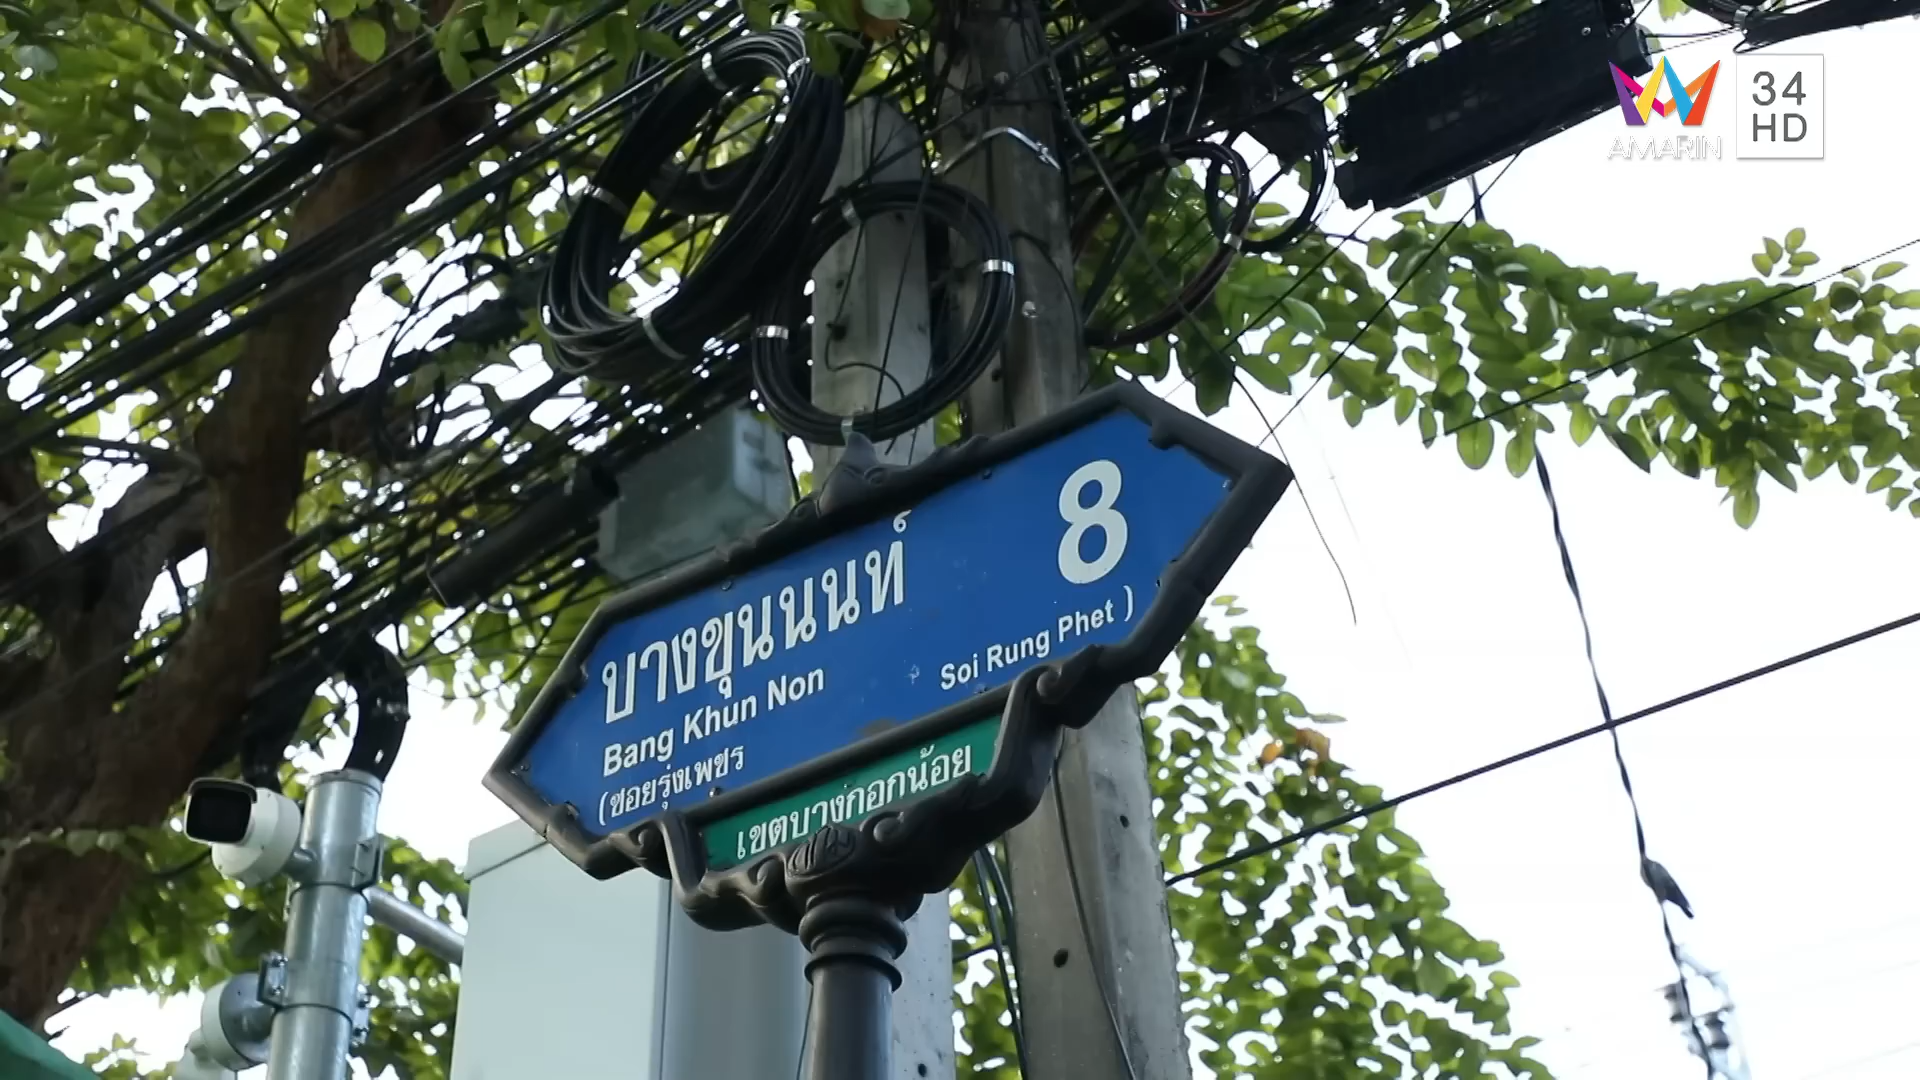 AMARIN
34
HD
บางขุนนนท์ 8
Bang Khun Non
(ซอยรุ่งเพชร Soi Rung Phet )
เขตบางกอกน้อย